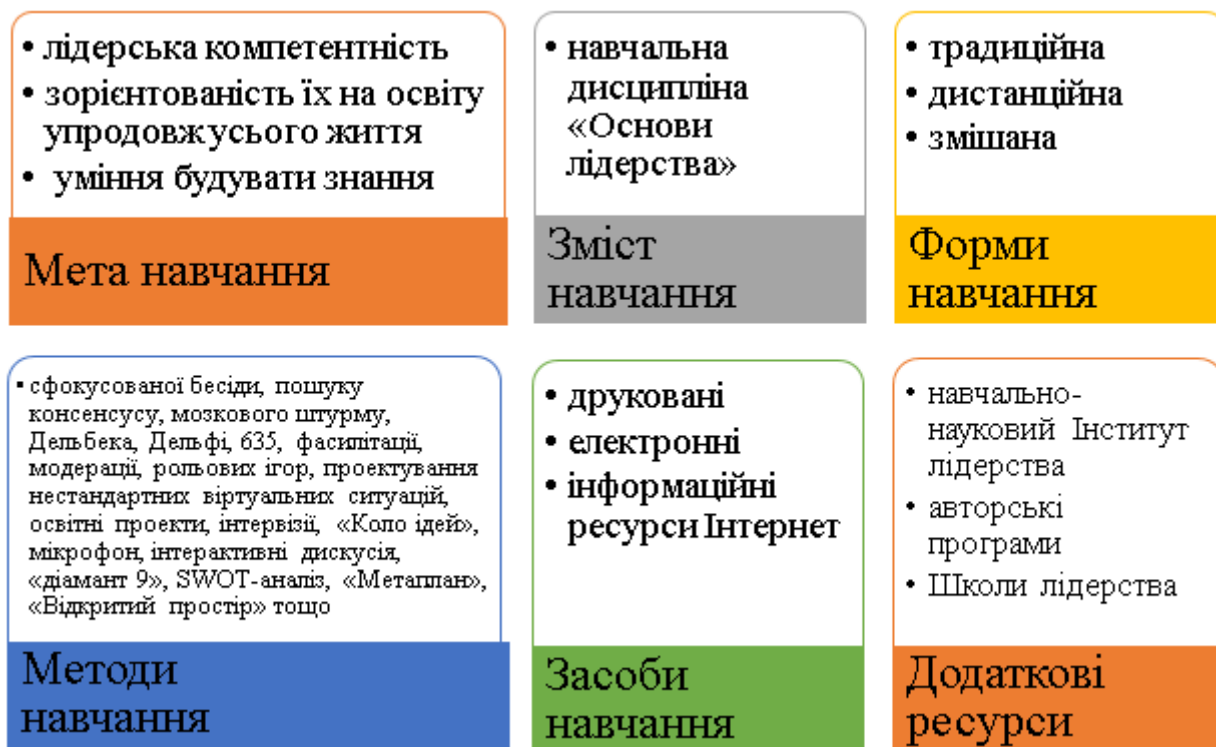 • лідерська компетентність
• зорієнтованість їх на освіту
упродовж усього життя
• уміння будувати знання
Мета навчання
• навчальна
дисципліна
«Основи
лідерства»
Зміст
навчання
• традиційна
• дистанційна
• змішана
Форми
навчання
• сфокусованої бесіди, пошуку
консенсусу, мозкового штурму,
Дельбека, Дельфі, 635, фасилітації,
модерації, рольових ігор, проектування
нестандартних віртуальних ситуацій,
освітні проекти, інтервізії, «Коло ідей»,
мікрофон, інтерактивні дискусія,
«діамант 9», SWOT-аналіз, «Метаплан»,
«Відкритий простір» тощо
Методи
навчання
• друковані
• електронні
• інформаційні
ресурси Інтернет
Засоби
навчання
• навчально-
науковий Інститут
лідерства
• авторські
програми
• Школи лідерства
Додаткові
ресурси